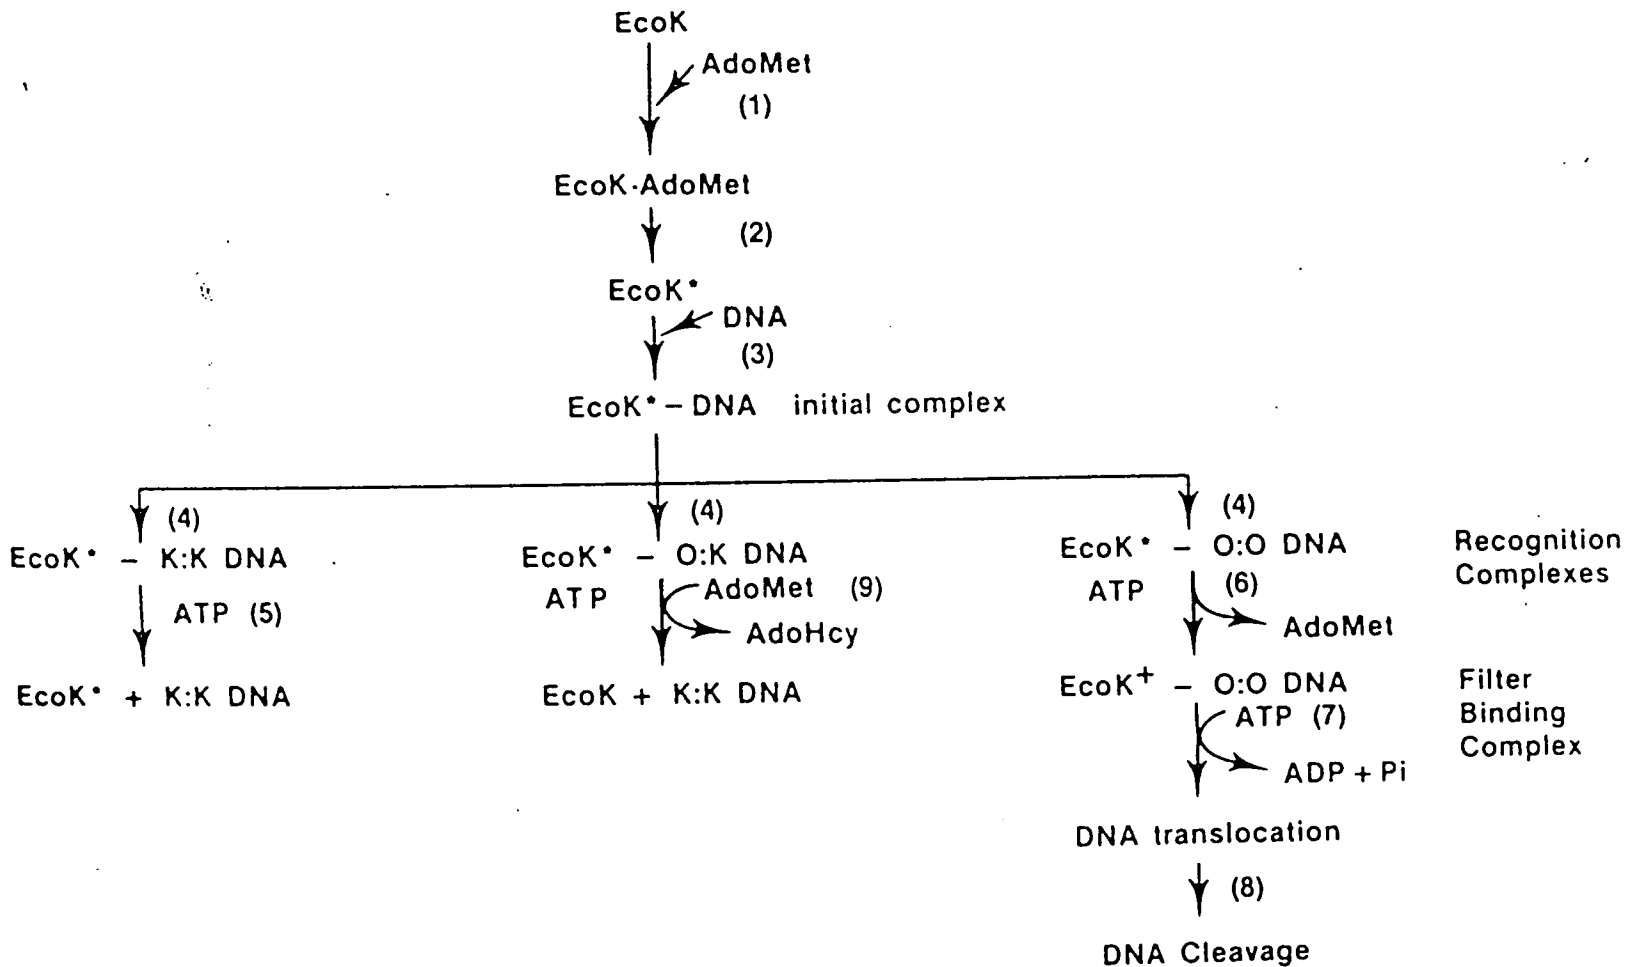 EcoK
AdoMet
(1)
EcoK·AdoMet
(2)
EcoK*
DNA
(3)
EcoK* – DNA initial complex
(4) (4) (4)
EcoK* – K:K DNA EcoK* – O:K DNA EcoK* – O:O DNA Recognition
Complexes
ATP (5) ATP AdoMet (9) ATP (6)
AdoHcy AdoMet
EcoK* + K:K DNA EcoK + K:K DNA EcoK+ – O:O DNA Filter
Binding
Complex
ATP (7)
ADP + Pi
DNA translocation
(8)
DNA Cleavage